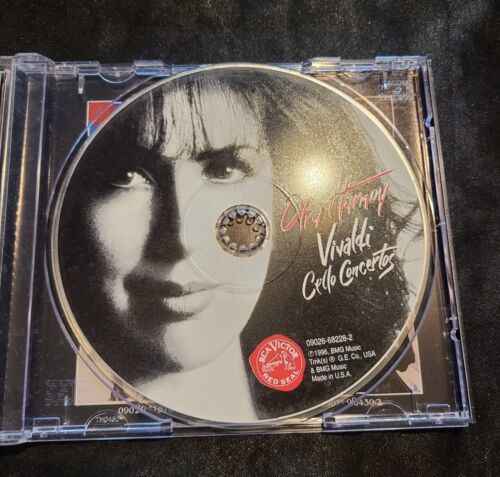 Ofra Harnoy
Vivaldi
Cello Concertos
09026-68228-2
℗ 1996, BMG Music
Tmk(s) ® G.E. Co., USA
& BMG Music
Made in U.S.A.
RCA VICTOR
RED SEAL